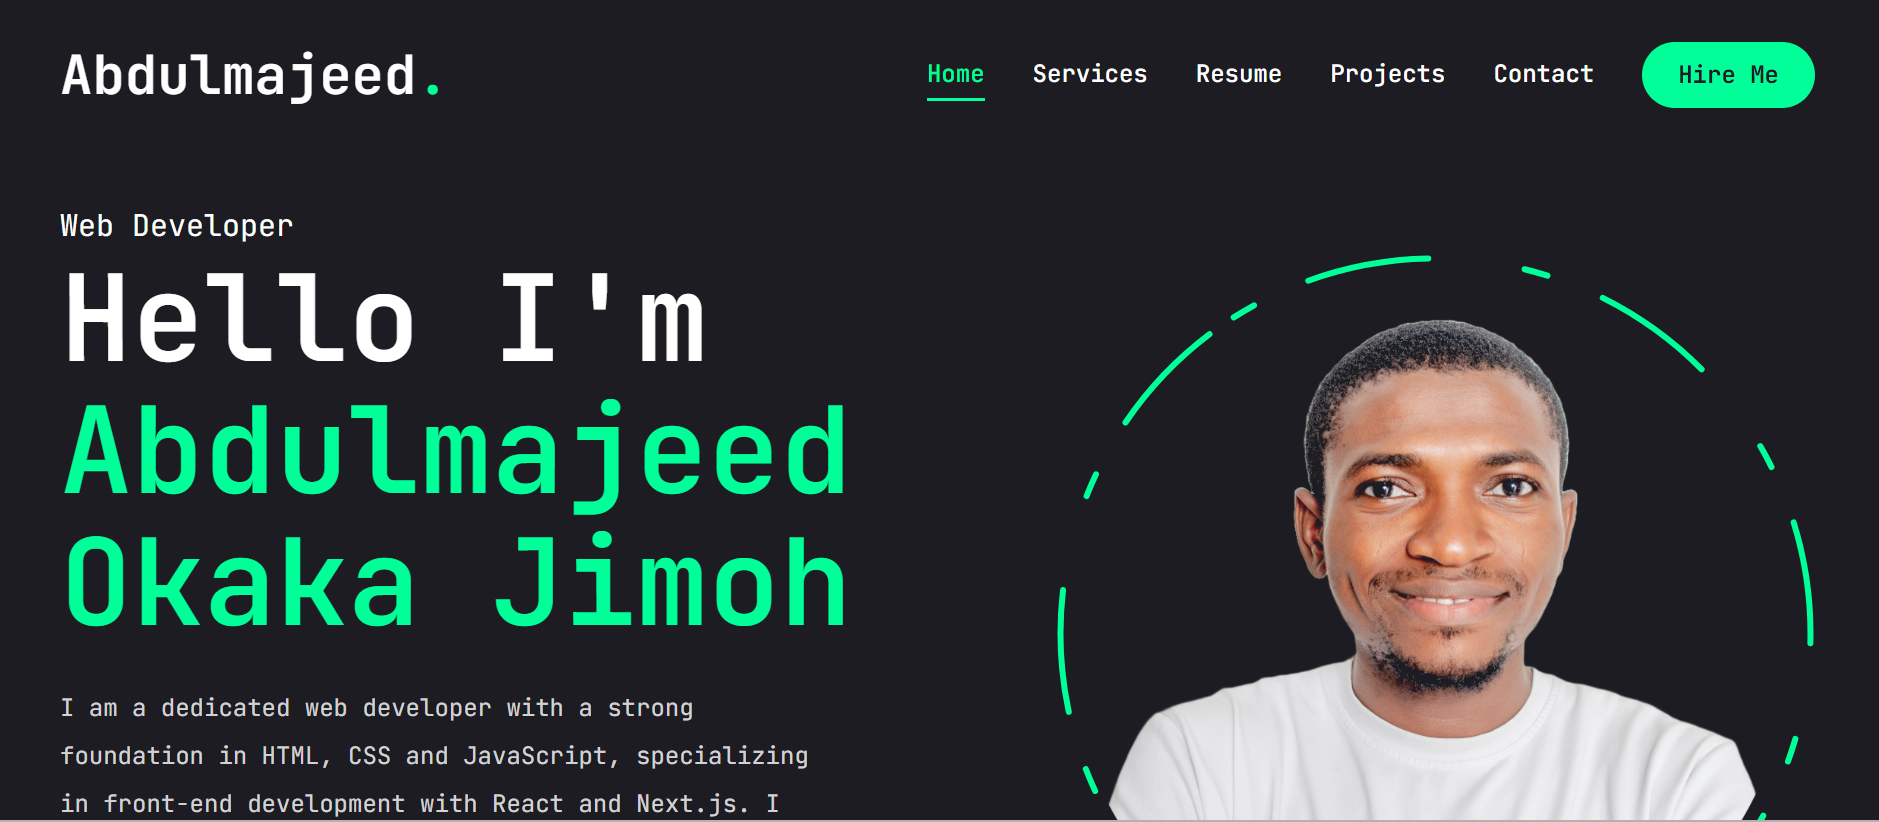 Abdulmajeed.
Home Services Resume Projects Contact Hire Me
Web Developer
Hello I'm
Abdulmajeed
Okaka Jimoh
I am a dedicated web developer with a strong
foundation in HTML, CSS and JavaScript, specializing
in front-end development with React and Next.js. I